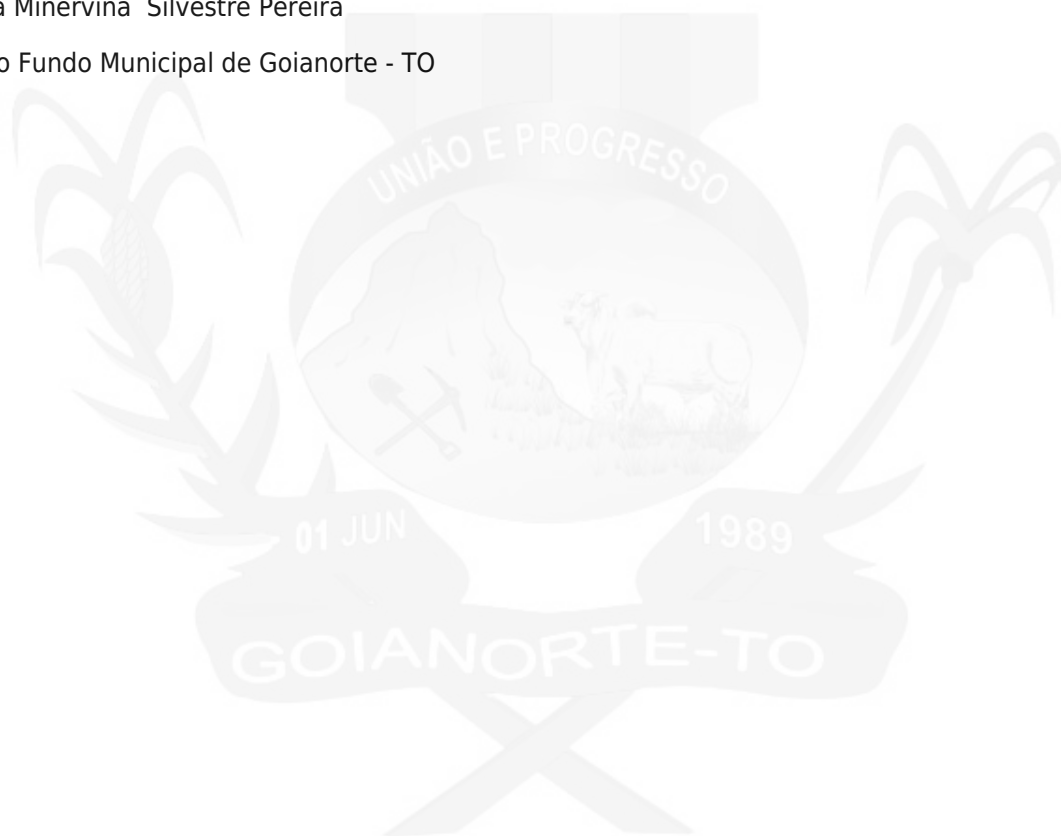 a Minervina  Silvestre Pereira
o Fundo Municipal de Goianorte - TO
UNIÃO E PROGRESSO
01 JUN 1989
GOIANORTE-TO